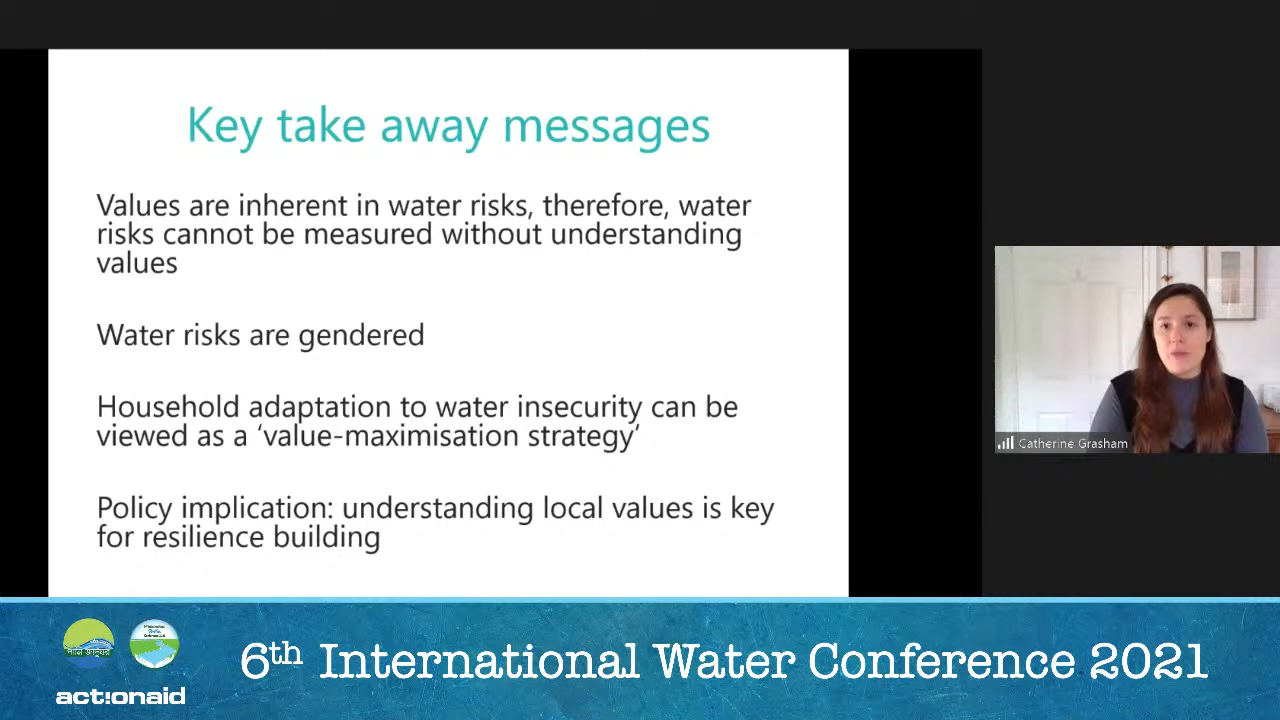 Key take away messages
Values are inherent in water risks, therefore, water
risks cannot be measured without understanding
values
Water risks are gendered
Household adaptation to water insecurity can be
viewed as a ‘value-maximisation strategy’
Policy implication: understanding local values is key
for resilience building
Catherine Grasham
act:onaid
6th International Water Conference 2021